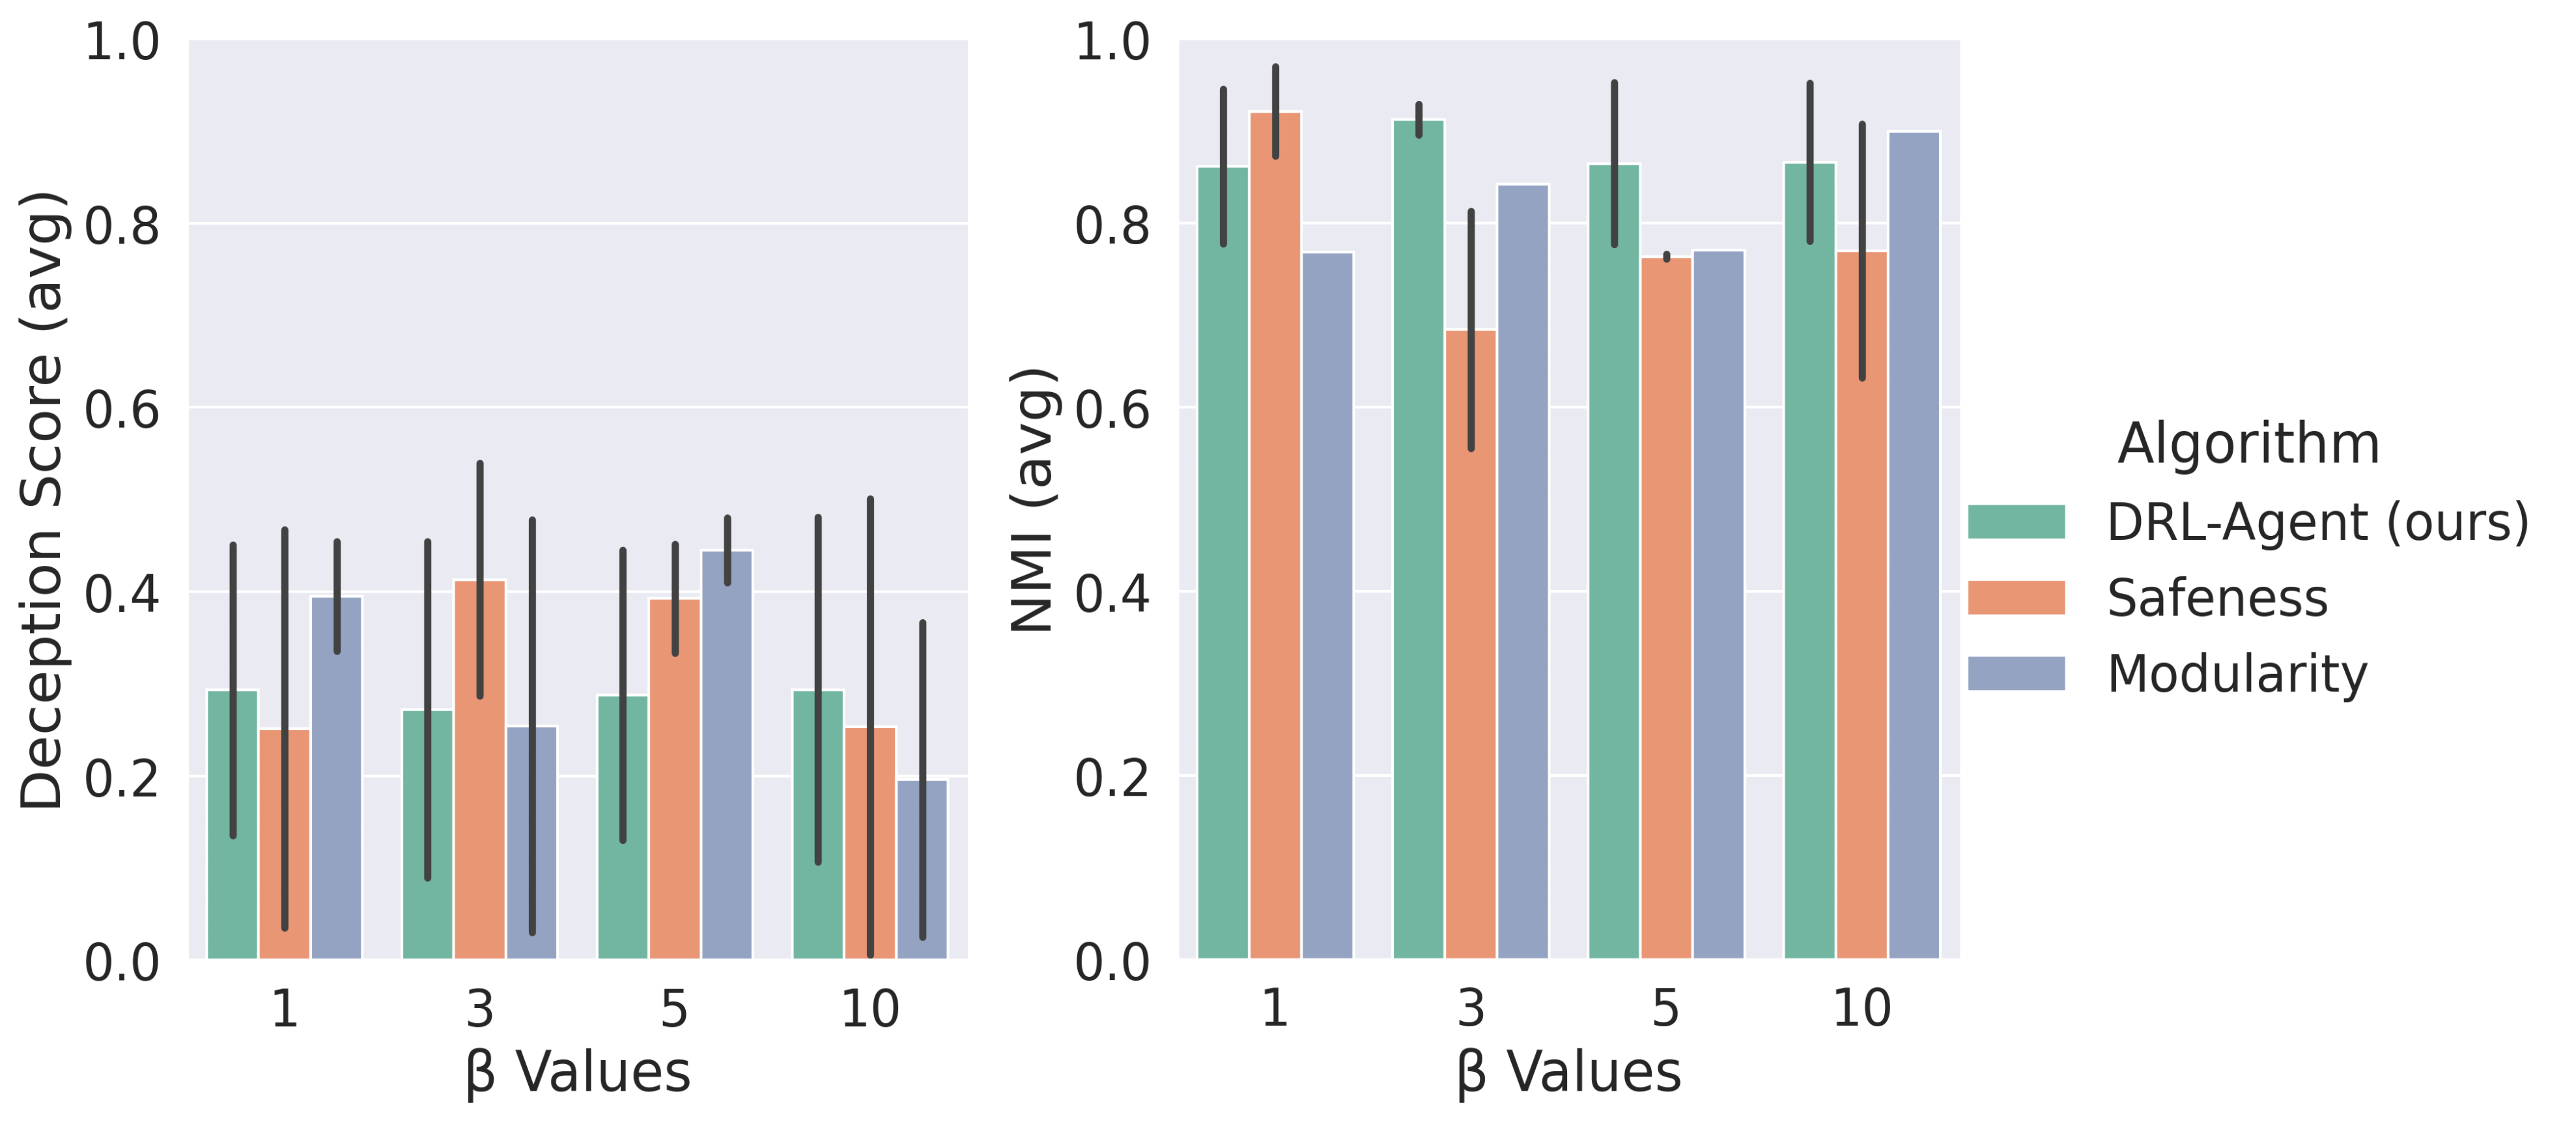 Deception Score (avg)
1.0
0.8
0.6
0.4
0.2
0.0
1 3 5 10
β Values
NMI (avg)
1.0
0.8
0.6
0.4
0.2
0.0
1 3 5 10
β Values
Algorithm
DRL-Agent (ours)
Safeness
Modularity